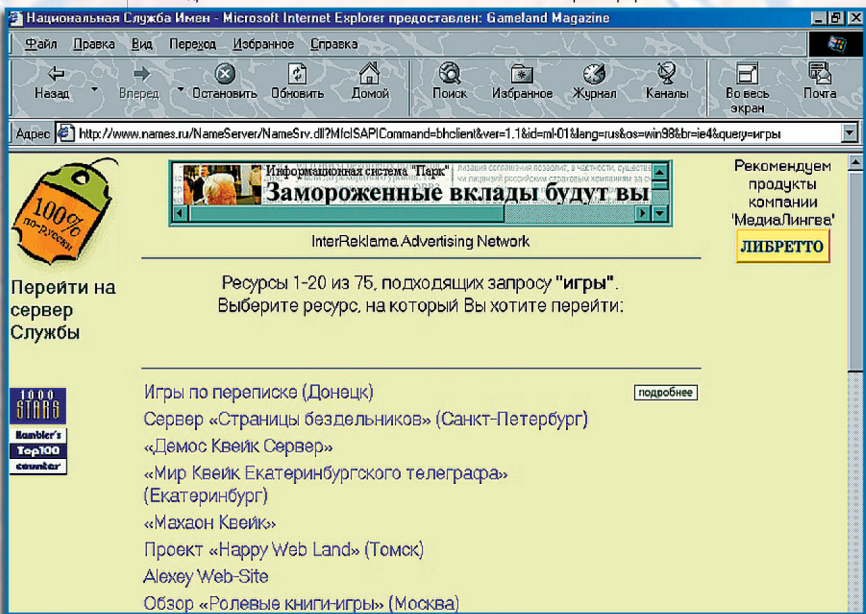 Национальная Служба Имен - Microsoft Internet Explorer предоставлен: Gameland Magazine
Файл Правка Вид Переход Избранное Справка
Назад Вперед Остановить Обновить Домой Поиск Избранное Журнал Каналы Во весь экран Почта
Адрес http://www.names.ru/NameServer/NameSrv.dll?MfcISAPICommand=bhclient&ver=1.1&id=ml-01&lang=rus&os=win98&br=ie4&query=игры
100%
по-русски
Перейти на
сервер
Службы
1000
STARS
Rambler's
Top100
counter
Информационная система "Парк"
Замороженные вклады будут вы
InterReklama Advertising Network
Рекомендуем
продукты
компании
'МедиаЛингва'
ЛИБРЕТТО
Ресурсы 1-20 из 75, подходящих запросу "игры".
Выберите ресурс, на который Вы хотите перейти:
Игры по переписке (Донецк)
подробнее
Сервер «Страницы бездельников» (Санкт-Петербург)
«Демос Квейк Сервер»
«Мир Квейк Екатеринбургского телеграфа»
(Екатеринбург)
«Махаон Квейк»
Проект «Happy Web Land» (Томск)
Alexey Web-Site
Обзор «Ролевые книги-игры» (Москва)